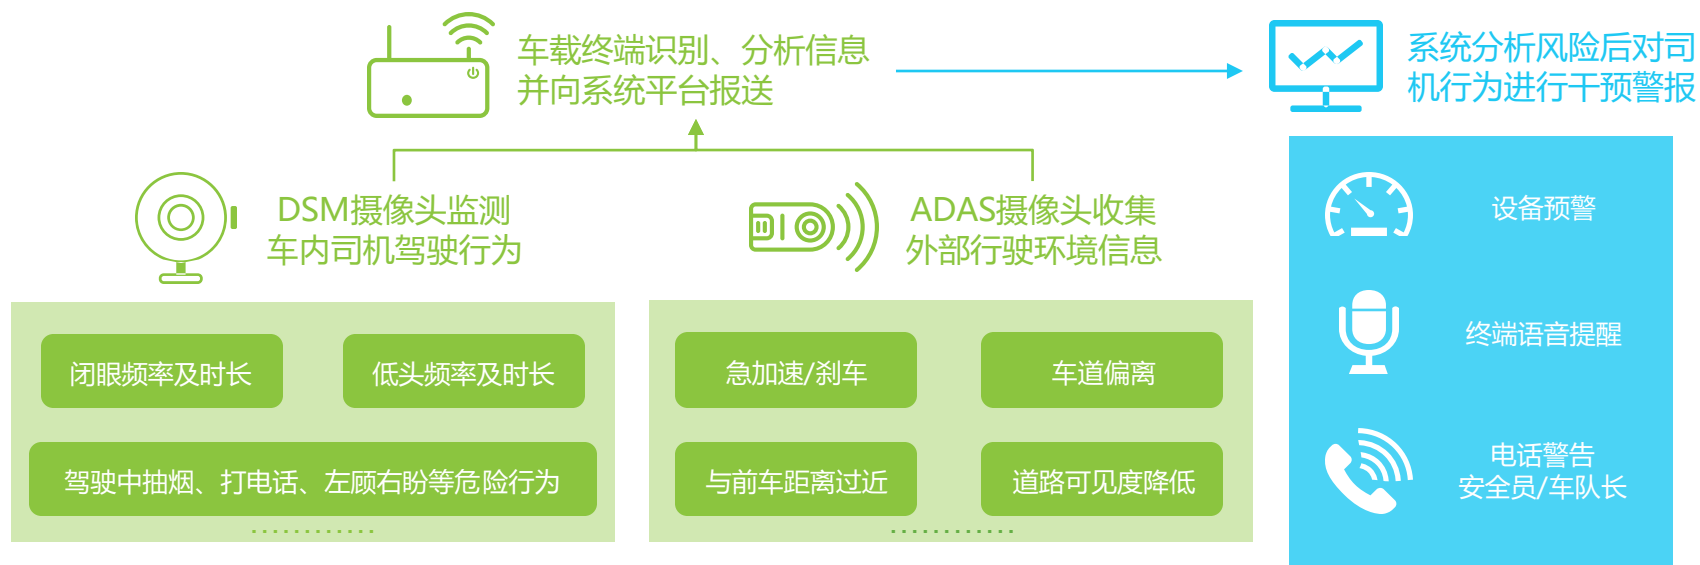 车载终端识别、分析信息
并向系统平台报送
系统分析风险后对司
机行为进行干预警报
DSM摄像头监测
车内司机驾驶行为
ADAS摄像头收集
外部行驶环境信息
闭眼频率及时长
低头频率及时长
驾驶中抽烟、打电话、左顾右盼等危险行为
急加速/刹车
车道偏离
与前车距离过近
道路可见度降低
设备预警
终端语音提醒
电话警告
安全员/车队长